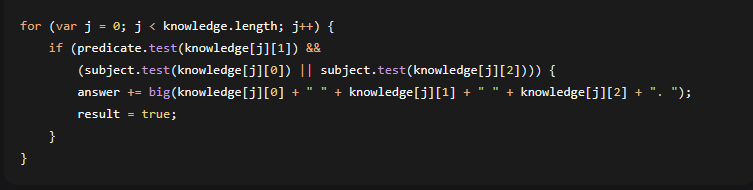 for (var j = 0; j < knowledge.length; j++) {
    if (predicate.test(knowledge[j][1]) &&
        (subject.test(knowledge[j][0]) || subject.test(knowledge[j][2]))) {
        answer += big(knowledge[j][0] + " " + knowledge[j][1] + " " + knowledge[j][2] + ". ");
        result = true;
    }
}